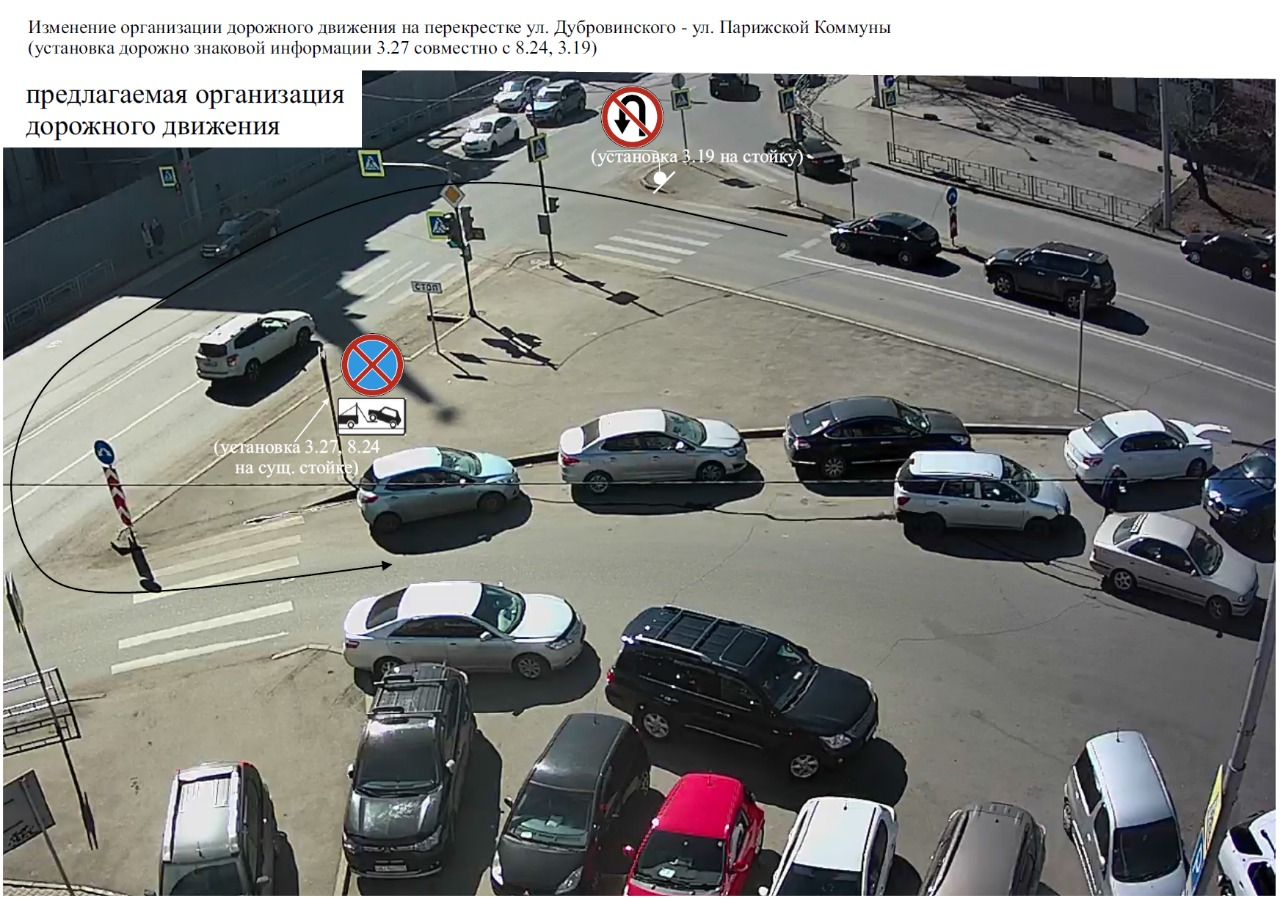 Изменение организации дорожного движения на перекрестке ул. Дубровинского - ул. Парижской Коммуны
(установка дорожно знаковой информации 3.27 совместно с 8.24, 3.19)
предлагаемая организация
дорожного движения
(установка 3.19 на стойку)
СТОП
(установка 3.27, 8.24
на сущ. стойке)